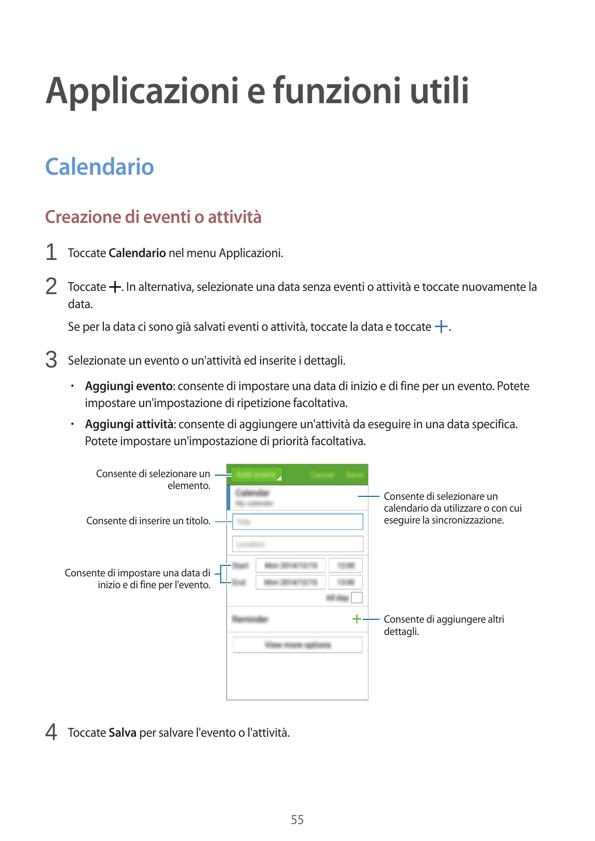 Applicazioni e funzioni utili
Calendario
Creazione di eventi o attività
1 Toccate Calendario nel menu Applicazioni.
2 Toccate +. In alternativa, selezionate una data senza eventi o attività e toccate nuovamente la
data.
Se per la data ci sono già salvati eventi o attività, toccate la data e toccate +.
3 Selezionate un evento o un'attività ed inserite i dettagli.
• Aggiungi evento: consente di impostare una data di inizio e di fine per un evento. Potete
impostare un'impostazione di ripetizione facoltativa.
• Aggiungi attività: consente di aggiungere un'attività da eseguire in una data specifica.
Potete impostare un'impostazione di priorità facoltativa.
Consente di selezionare un
elemento.
Consente di inserire un titolo.
Consente di impostare una data di
inizio e di fine per l'evento.
Add event
Cancel
Save
Calendar
My calendar
Title
Location
Start Mon 2014/12/15
End Mon 2014/12/15
All day
Reminder
View more options
Consente di selezionare un
calendario da utilizzare o con cui
eseguire la sincronizzazione.
Consente di aggiungere altri
dettagli.
4 Toccate Salva per salvare l'evento o l'attività.
55